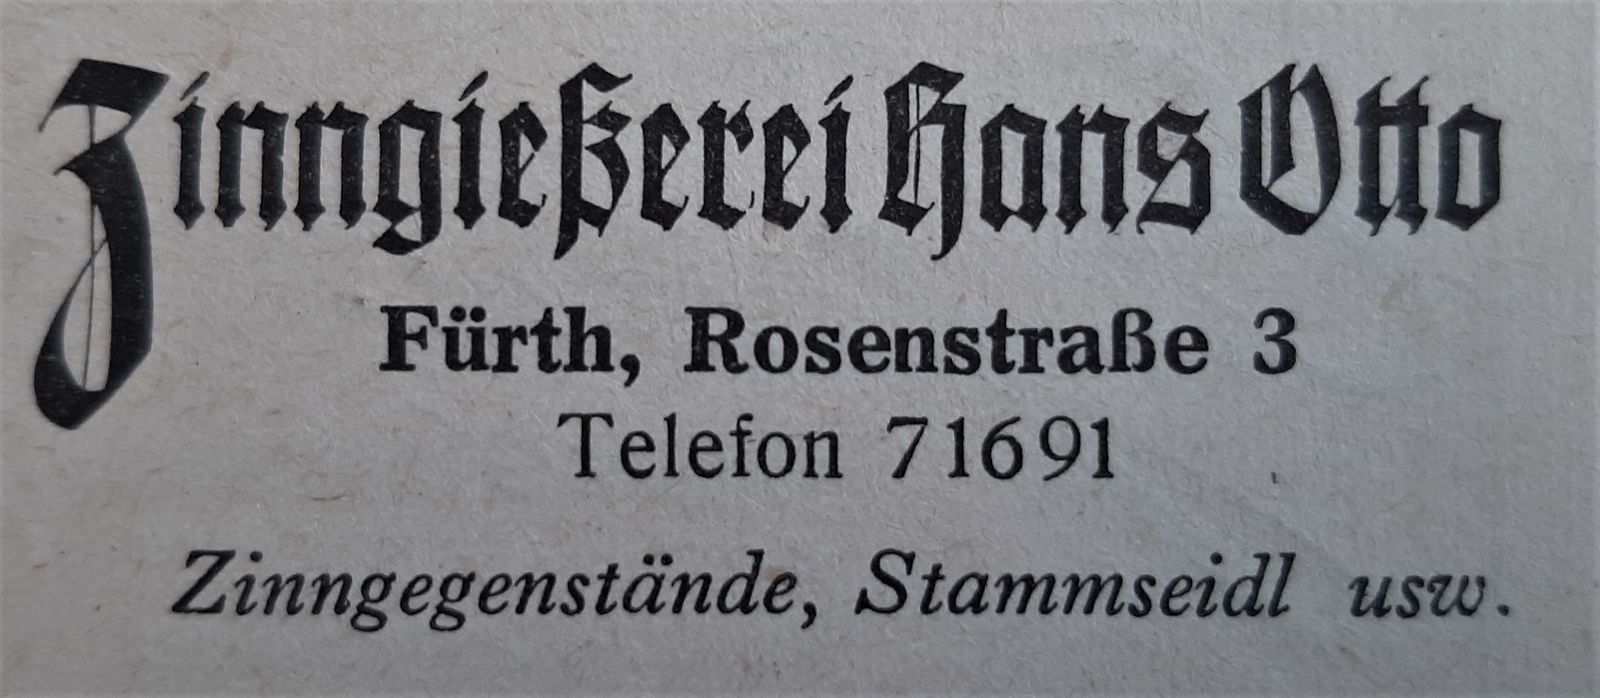 Zinngießerei Hans Otto
Fürth, Rosenstraße 3
Telefon 71691
Zinngegenstände, Stammseidl usw.